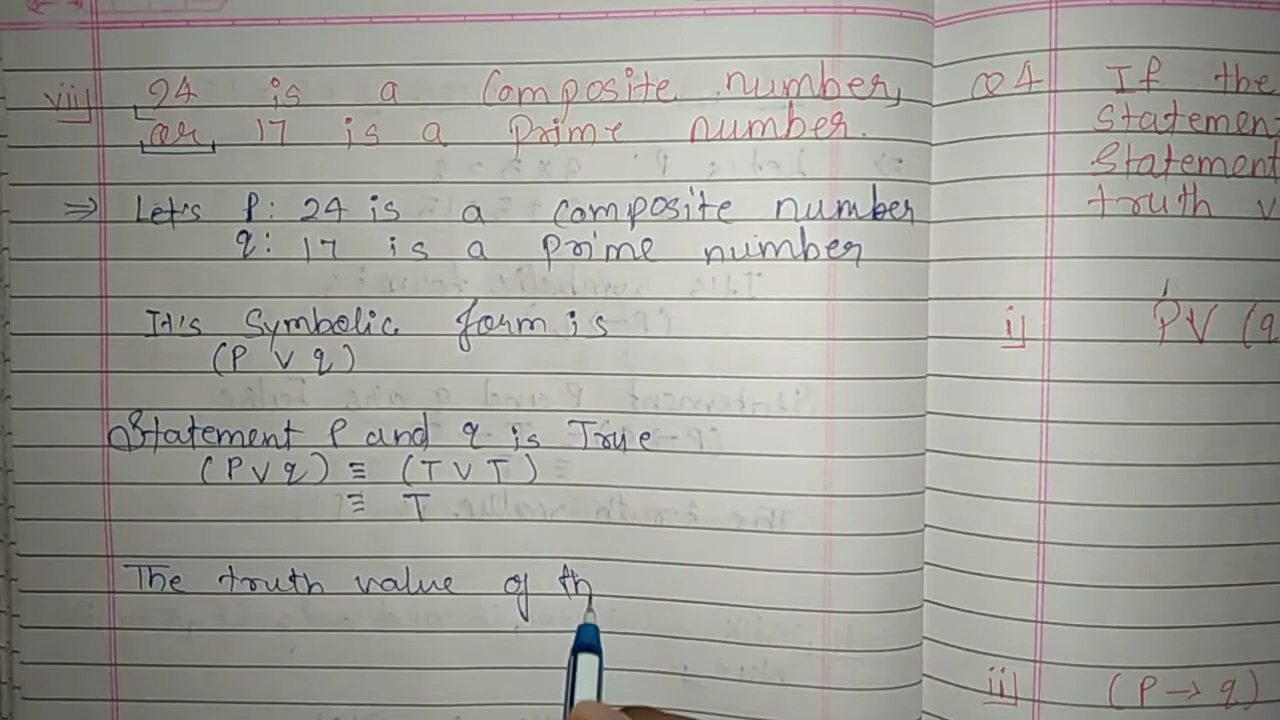 vii) 24 is a Composite number,
or 17 is a Prime number.
⇒ Let's P: 24 is a composite number
q: 17 is a prime number
It's Symbolic form is
(P ∨ q)
Statement P and q is True
(P ∨ q) ≡ (T ∨ T)
≡ T
The truth value of th
Q4 If the
Statemen
Statement
truth v
i) P ∨ (q
ii) (P → q)